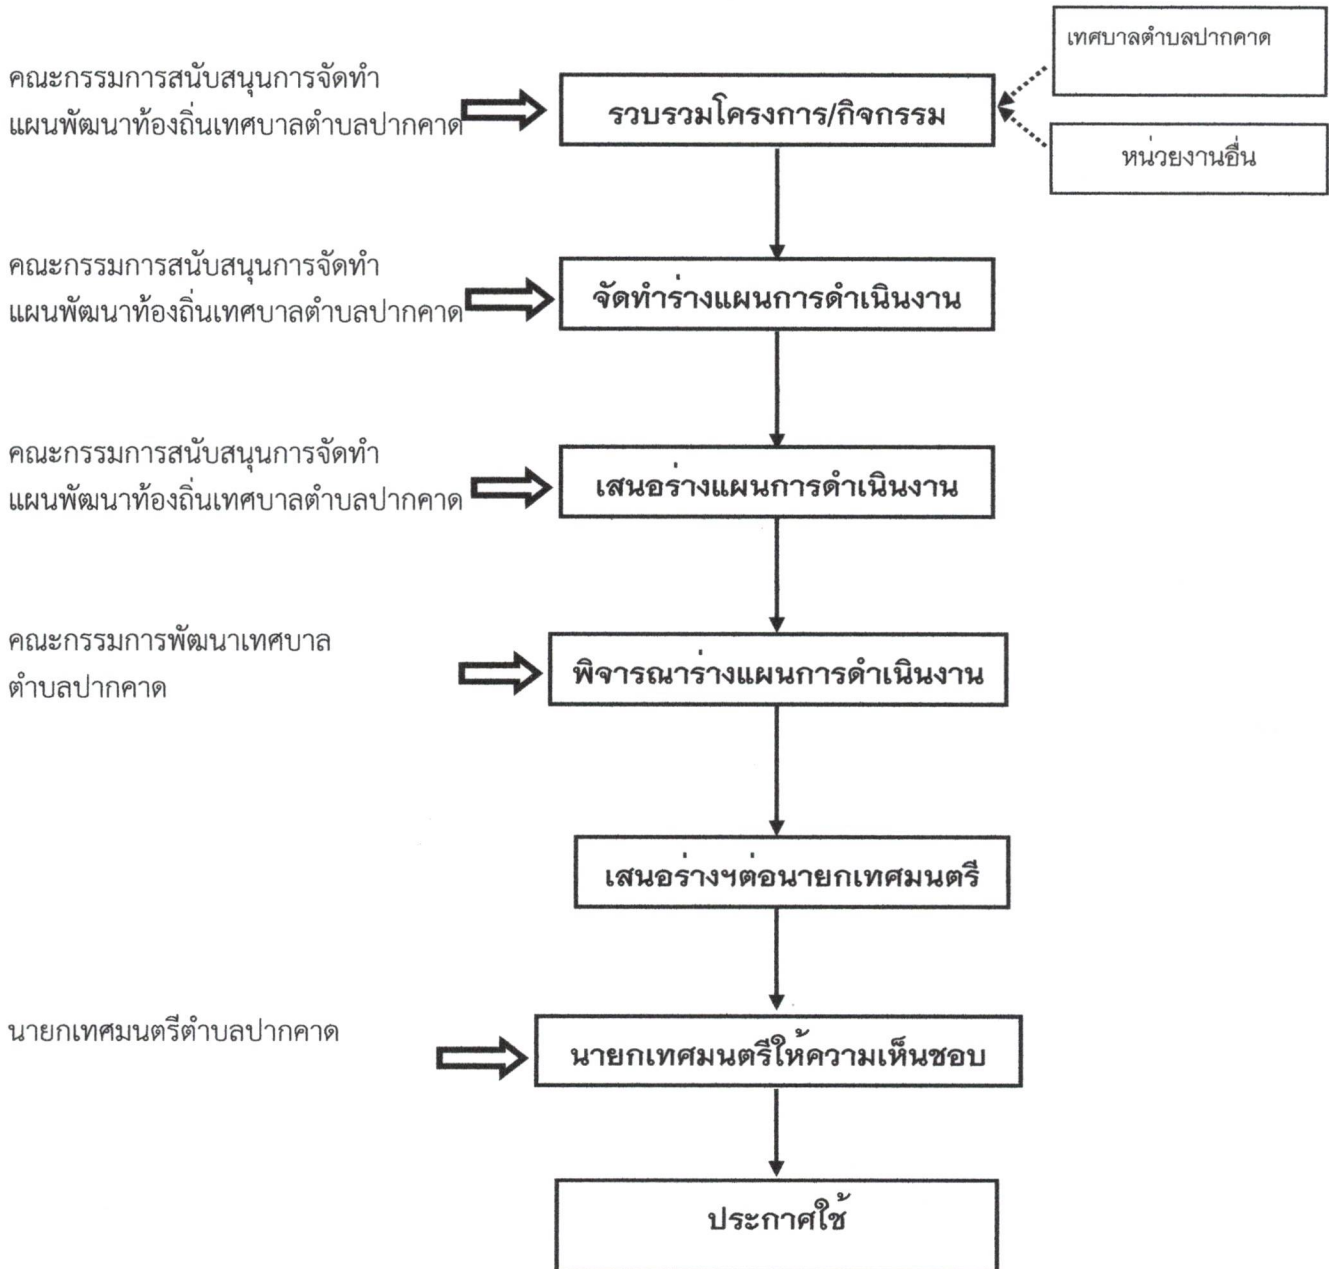 เทศบาลตำบลปากคาด
คณะกรรมการสนับสนุนการจัดทำ
แผนพัฒนาท้องถิ่นเทศบาลตำบลปากคาด
รวบรวมโครงการ/กิจกรรม
หน่วยงานอื่น
คณะกรรมการสนับสนุนการจัดทำ
แผนพัฒนาท้องถิ่นเทศบาลตำบลปากคาด
จัดทำร่างแผนการดำเนินงาน
คณะกรรมการสนับสนุนการจัดทำ
แผนพัฒนาท้องถิ่นเทศบาลตำบลปากคาด
เสนอร่างแผนการดำเนินงาน
คณะกรรมการพัฒนาเทศบาล
ตำบลปากคาด
พิจารณาร่างแผนการดำเนินงาน
เสนอร่างฯต่อนายกเทศมนตรี
นายกเทศมนตรีตำบลปากคาด
นายกเทศมนตรีให้ความเห็นชอบ
ประกาศใช้